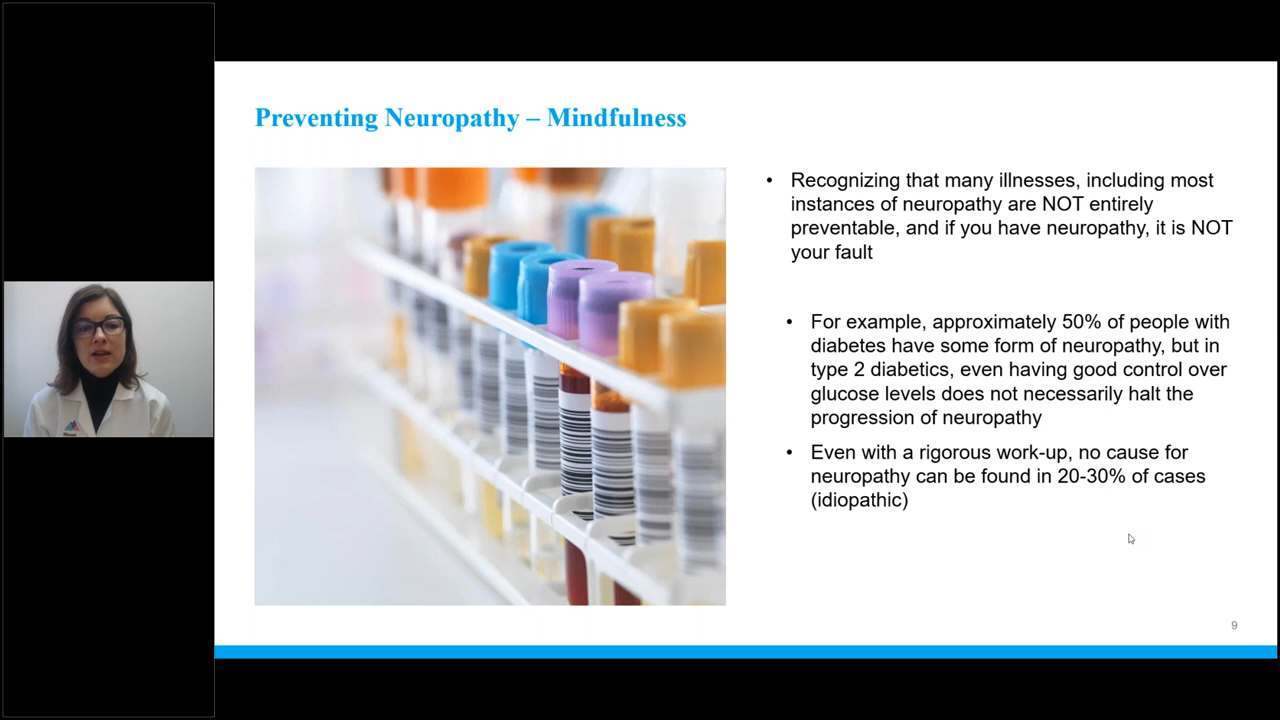 Preventing Neuropathy – Mindfulness
• Recognizing that many illnesses, including most
instances of neuropathy are NOT entirely
preventable, and if you have neuropathy, it is NOT
your fault
• For example, approximately 50% of people with
diabetes have some form of neuropathy, but in
type 2 diabetics, even having good control over
glucose levels does not necessarily halt the
progression of neuropathy
• Even with a rigorous work-up, no cause for
neuropathy can be found in 20-30% of cases
(idiopathic)
9